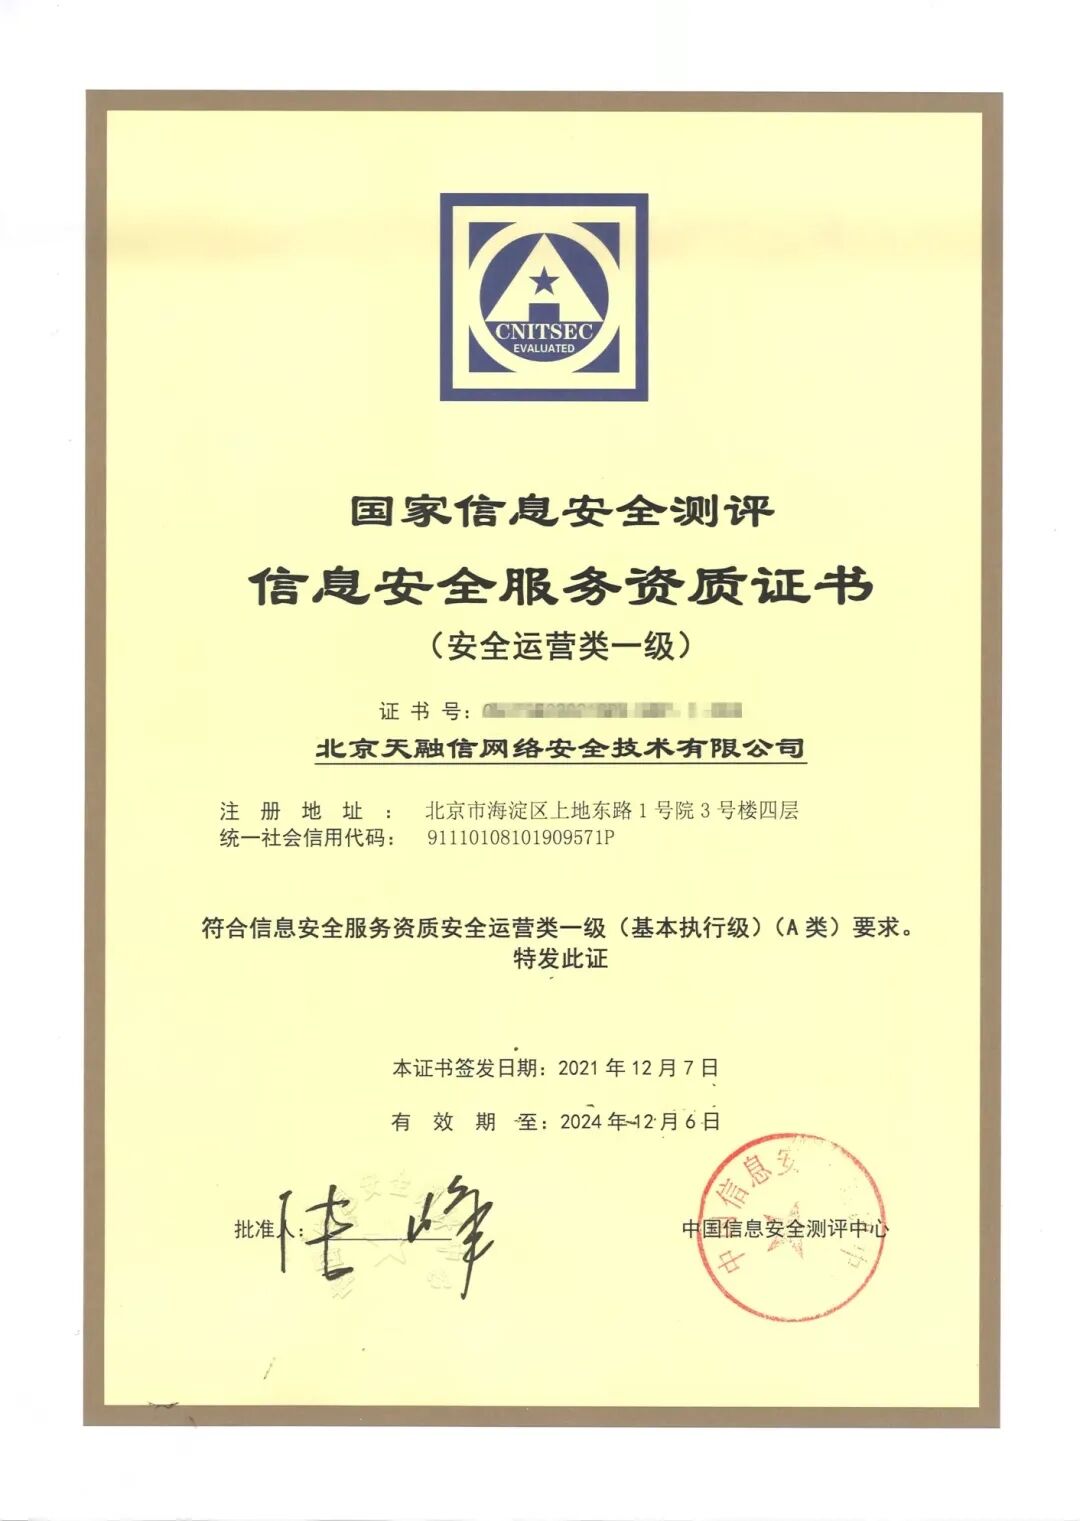 CNITSEC
EVALUATED
国家信息安全测评
信息安全服务资质证书
（安全运营类一级）
证书号：
北京天融信网络安全技术有限公司
注册地址： 北京市海淀区上地东路1号院3号楼四层
统一社会信用代码： 91110108101909571P
符合信息安全服务资质安全运营类一级（基本执行级）（A类）要求。
特发此证
本证书签发日期：2021年12月7日
有效期至：2024年12月6日
批准人：
中国信息安全测评中心
中国信息安 中